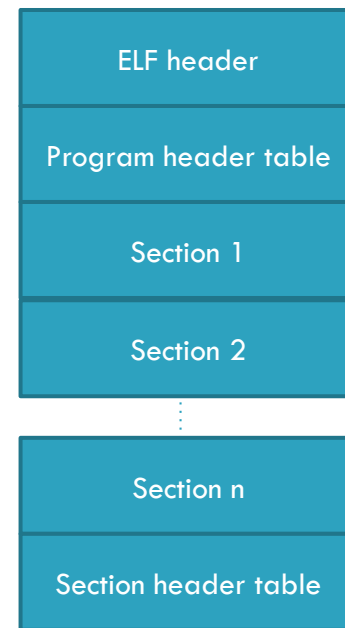 ELF header
Program header table
Section 1
Section 2
Section n
Section header table